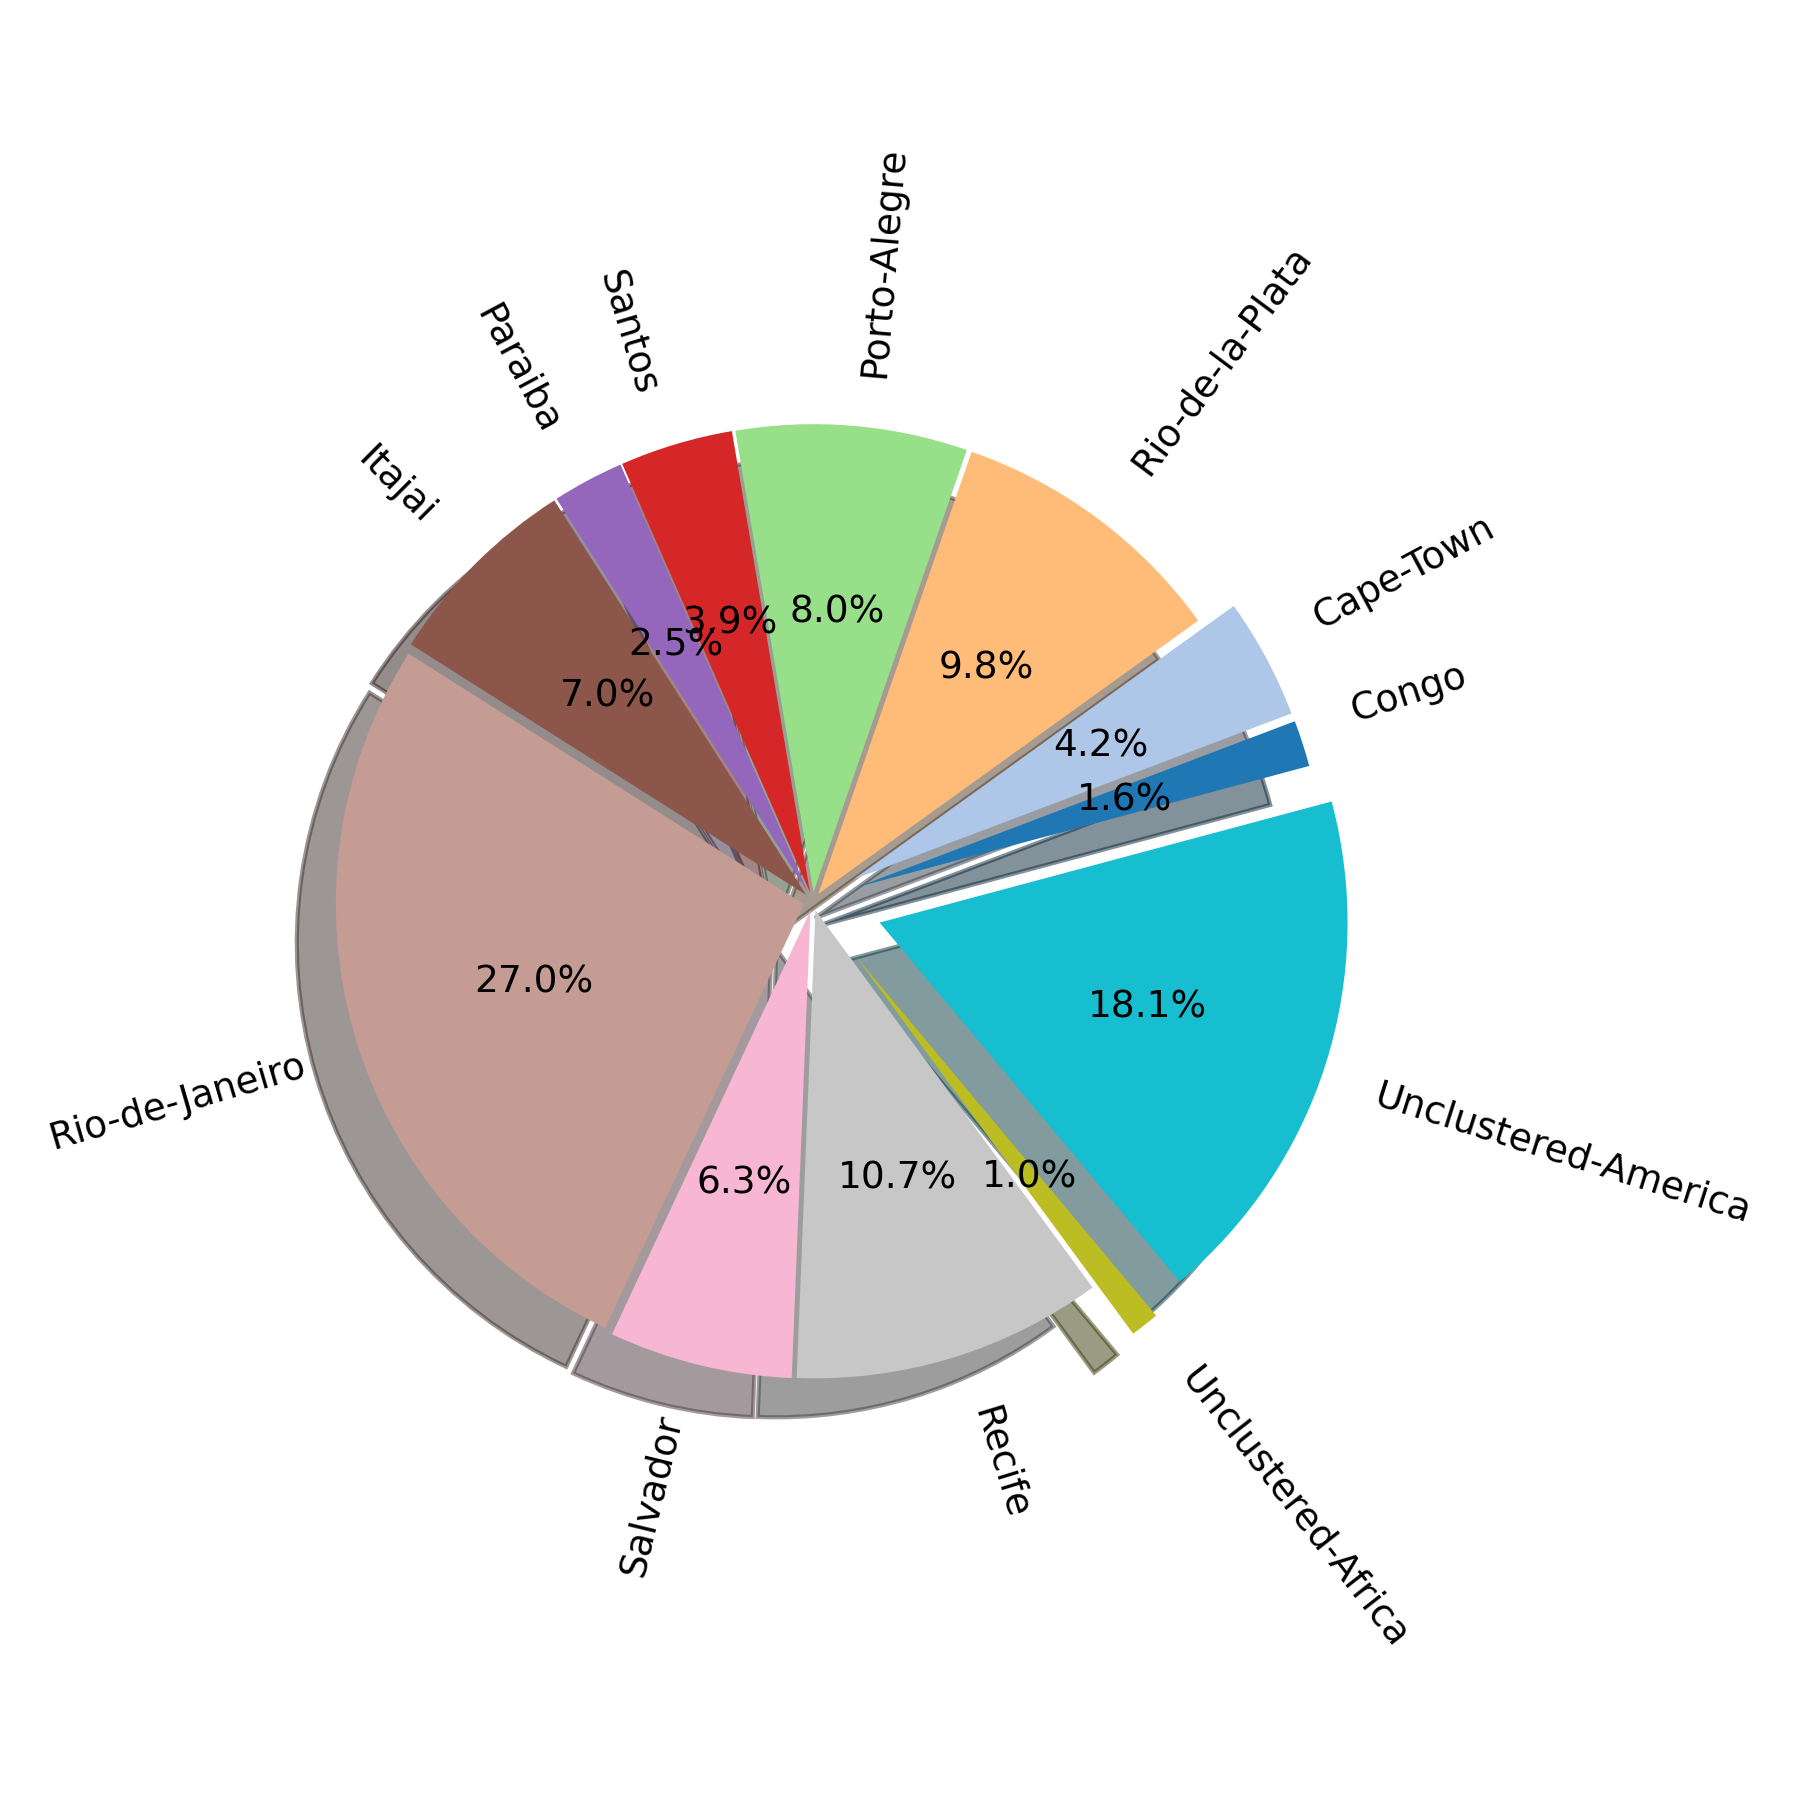 Porto-Alegre
Rio-de-la-Plata
Santos
Paraiba
Itajai
Cape-Town
Congo
8.0%
3.9%
2.5%
9.8%
7.0%
4.2%
1.6%
27.0%
18.1%
Rio-de-Janeiro
6.3%
10.7%
1.0%
Unclustered-America
Salvador
Recife
Unclustered-Africa